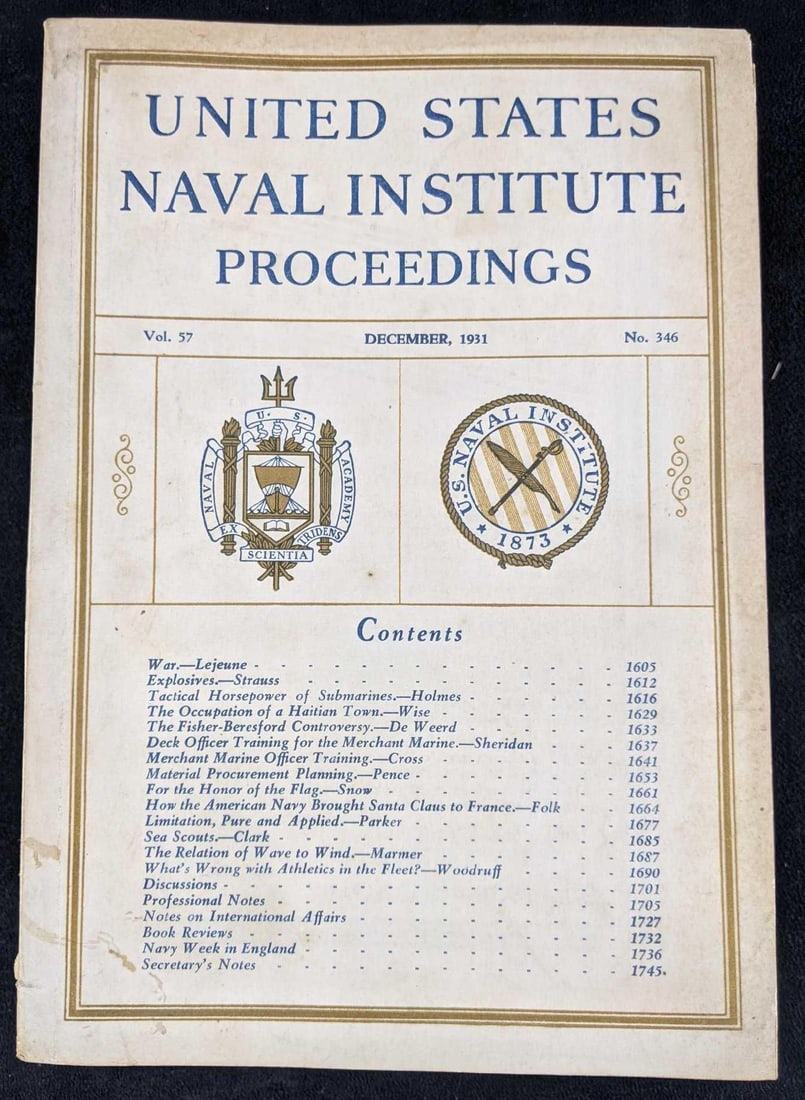 UNITED STATES
NAVAL INSTITUTE
PROCEEDINGS
Vol. 57 DECEMBER, 1931 No. 346
U. S.
NAVAL ACADEMY
EX SCIENTIA TRIDENS
U.S. NAVAL INSTITUTE
★ 1873 ★
Contents
War.—Lejeune - - - - - - - - - - - - - - 1605
Explosives.—Strauss - - - - - - - - - - - - 1612
Tactical Horsepower of Submarines.—Holmes - - - - - - 1616
The Occupation of a Haitian Town.—Wise - - - - - - - 1629
The Fisher-Beresford Controversy.—De Weerd - - - - - - 1633
Deck Officer Training for the Merchant Marine.—Sheridan - - - 1637
Merchant Marine Officer Training.—Cross - - - - - - - 1641
Material Procurement Planning.—Pence - - - - - - - - 1653
For the Honor of the Flag.—Snow - - - - - - - - - 1661
How the American Navy Brought Santa Claus to France.—Folk - - 1664
Limitation, Pure and Applied.—Parker - - - - - - - - 1677
Sea Scouts.—Clark - - - - - - - - - - - - - 1685
The Relation of Wave to Wind.—Marmer - - - - - - - 1687
What's Wrong with Athletics in the Fleet?—Woodruff - - - - 1690
Discussions - - - - - - - - - - - - - - - 1701
Professional Notes - - - - - - - - - - - - - 1705
Notes on International Affairs - - - - - - - - - - 1727
Book Reviews - - - - - - - - - - - - - - 1732
Navy Week in England - - - - - - - - - - - - 1736
Secretary's Notes - - - - - - - - - - - - - 1745.